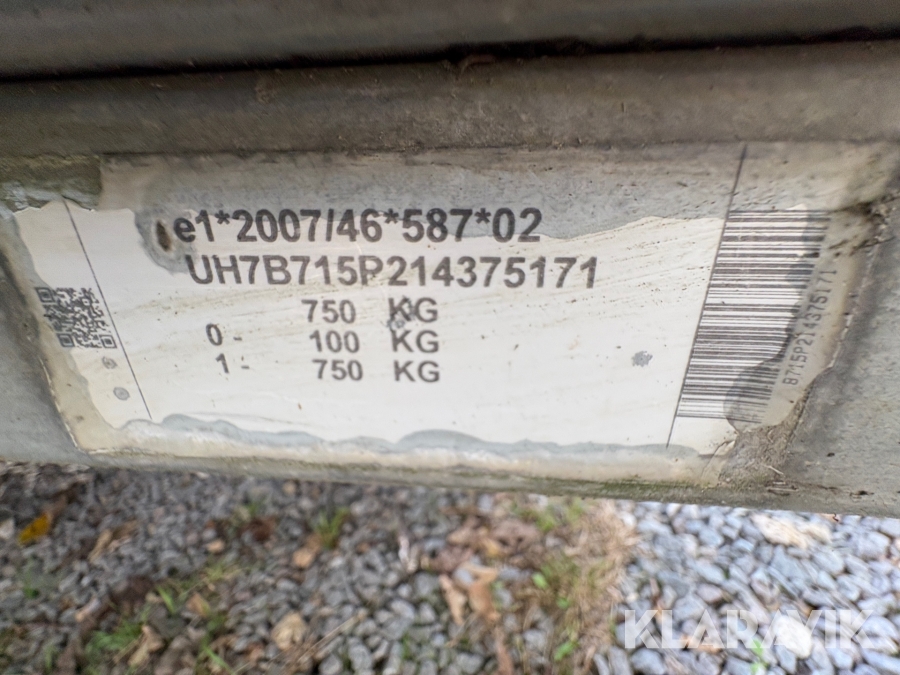 e1*2007/46*587*02
UH7B715P214375171
750 KG
0- 100 KG
1- 750 KG
B715P214375171
KLARAVIK